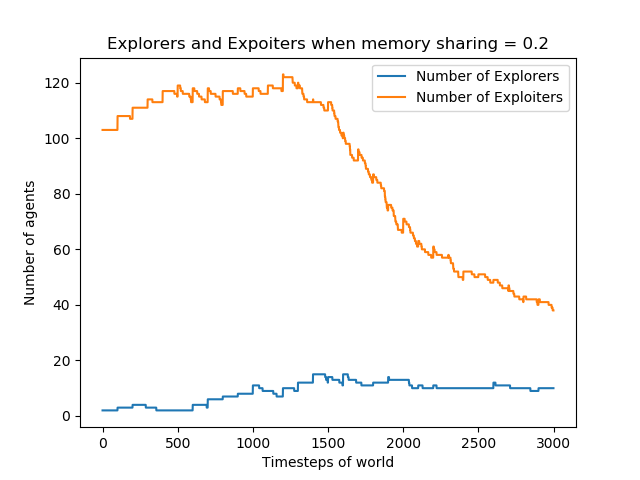 Explorers and Expoiters when memory sharing = 0.2
Number of Explorers
Number of Exploiters
Number of agents
120
100
80
60
40
20
0
0 500 1000 1500 2000 2500 3000
Timesteps of world